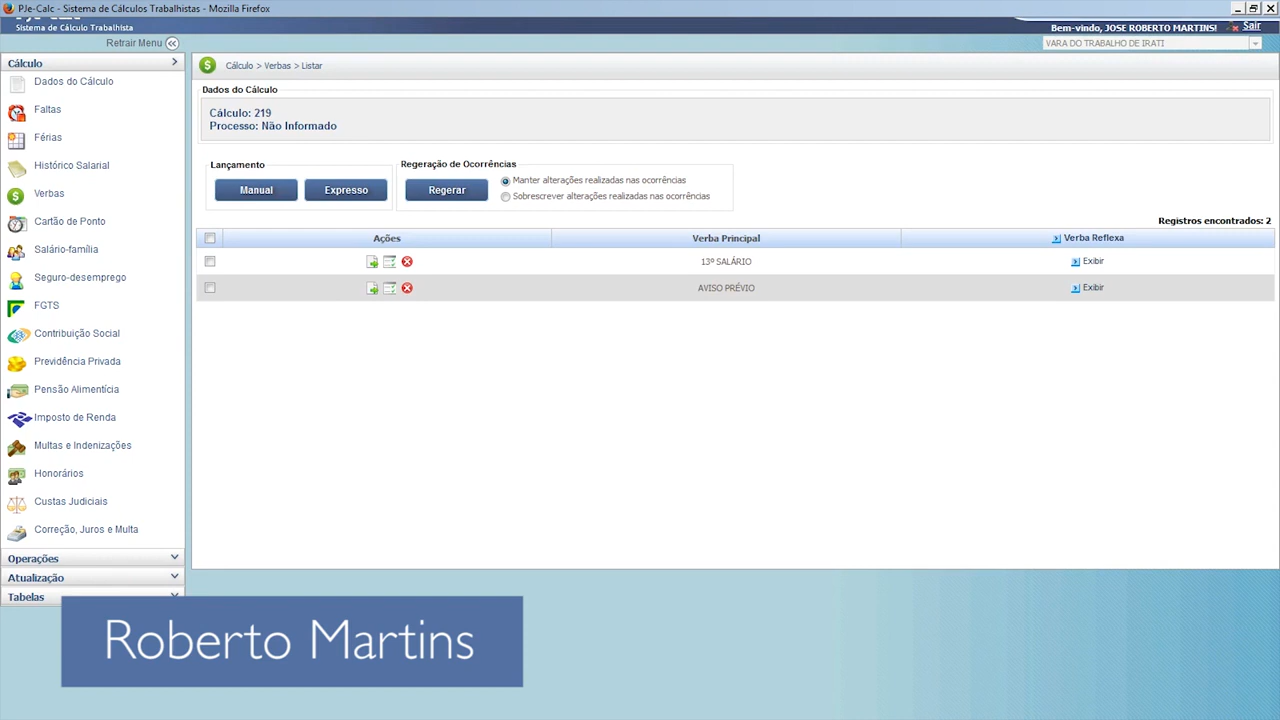 PJe-Calc - Sistema de Cálculos Trabalhistas - Mozilla Firefox
Sistema de Cálculo Trabalhista
Bem-vindo, JOSE ROBERTO MARTINS! Sair
Retrair Menu
VARA DO TRABALHO DE IRATI
Cálculo
Dados do Cálculo
Faltas
Férias
Histórico Salarial
Verbas
Cartão de Ponto
Salário-família
Seguro-desemprego
FGTS
Contribuição Social
Previdência Privada
Pensão Alimentícia
Imposto de Renda
Multas e Indenizações
Honorários
Custas Judiciais
Correção, Juros e Multa
Operações
Atualização
Tabelas
Cálculo > Verbas > Listar
Dados do Cálculo
Cálculo: 219
Processo: Não Informado
Lançamento
Manual Expresso
Regeração de Ocorrências
Regerar
Manter alterações realizadas nas ocorrências
Sobrescrever alterações realizadas nas ocorrências
Registros encontrados: 2
Ações Verba Principal Verba Reflexa
13º SALÁRIO Exibir
AVISO PRÉVIO Exibir
Roberto Martins